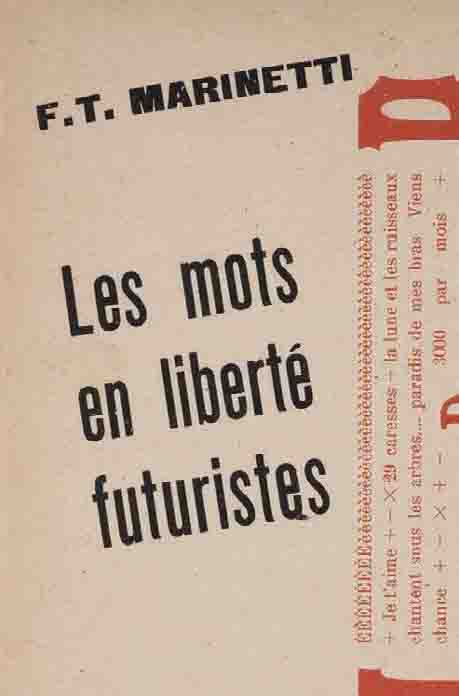 F.T. MARINETTI
Les mots
en liberté
futuristes
+ Je t'aime + − × 29 caresses + la lune et les ruisseaux
chantent sous les arbres.... paradis de mes bras Viens
chance + − × + − 3000 par mois +